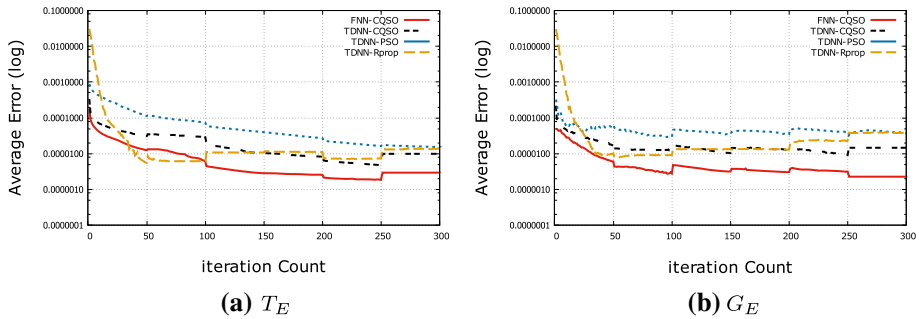 FNN-CQSO
TDNN-CQSO
TDNN-PSO
TDNN-Rprop
Average Error (log)
0.1000000
0.0100000
0.0010000
0.0001000
0.0000100
0.0000010
0.0000001
0 50 100 150 200 250 300
iteration Count
(a) T_E
FNN-CQSO
TDNN-CQSO
TDNN-PSO
TDNN-Rprop
Average Error (log)
0.1000000
0.0100000
0.0010000
0.0001000
0.0000100
0.0000010
0.0000001
0 50 100 150 200 250 300
iteration Count
(b) G_E